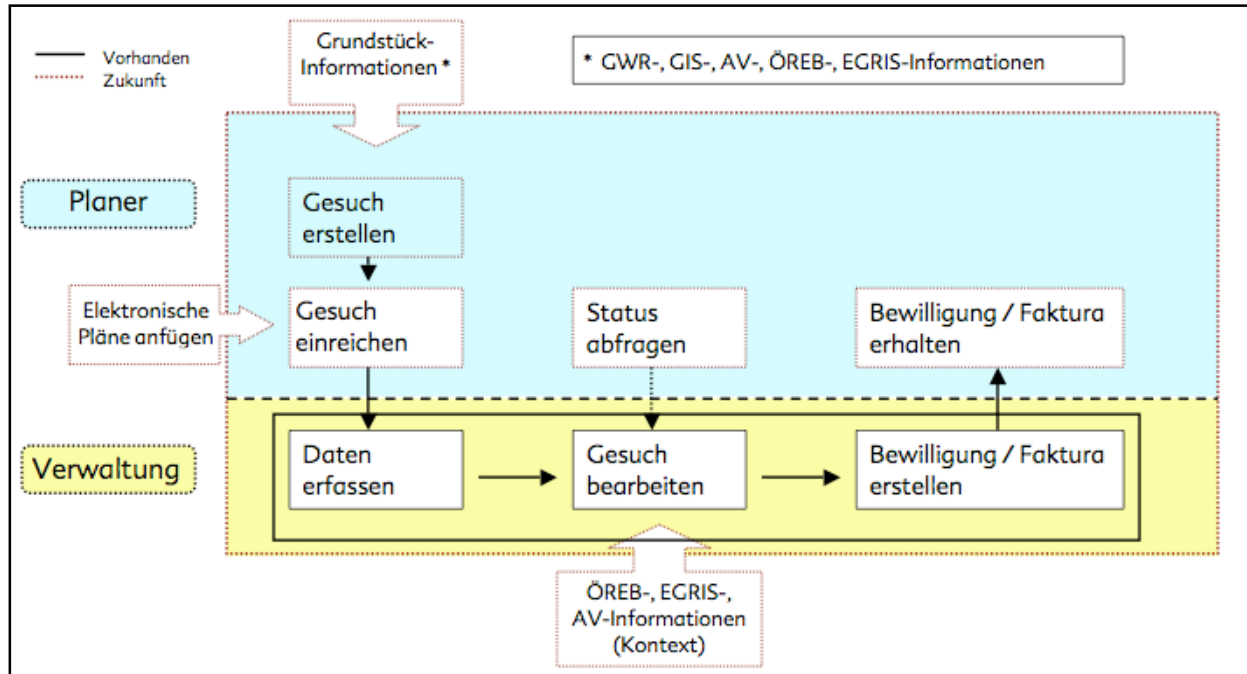 Vorhanden
Zukunft
Grundstück-
Informationen *
* GWR-, GIS-, AV-, ÖREB-, EGRIS-Informationen
Planer
Gesuch
erstellen
Elektronische
Pläne anfügen
Gesuch
einreichen
Status
abfragen
Bewilligung / Faktura
erhalten
Verwaltung
Daten
erfassen
Gesuch
bearbeiten
Bewilligung / Faktura
erstellen
ÖREB-, EGRIS-,
AV-Informationen
(Kontext)